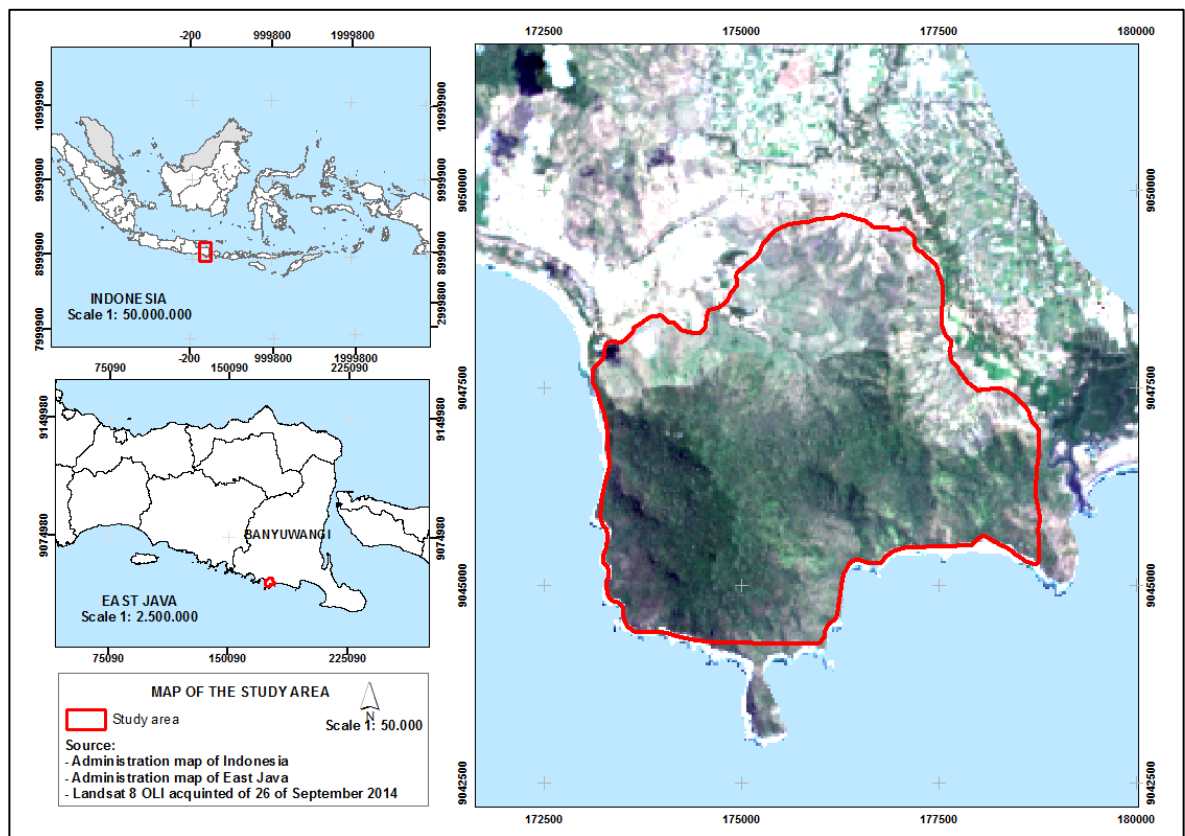 -200 999800 1999800
10999900 10999900
9999900 9999900
8999900 8999900
7999900 2999800
INDONESIA
Scale 1: 50.000.000
-200 999800 1999800
75090 150090 225090
9149980 9149980
9074980 9074980
BANYUWANGI
EAST JAVA
Scale 1: 2.500.000
75090 150090 225090
MAP OF THE STUDY AREA
Study area
N
Scale 1: 50.000
Source:
- Administration map of Indonesia
- Administration map of East Java
- Landsat 8 OLI acquinted of 26 of September 2014
172500 175000 177500 180000
9050000 9050000
9047500 9047500
9045000 9045000
9042500 9042500
172500 175000 177500 180000